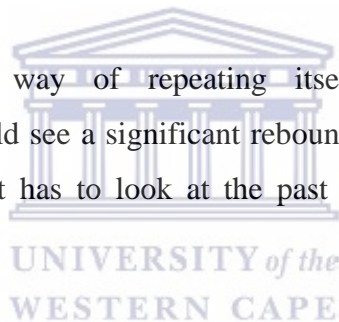 way of repeating itse
ld see a significant reboun
t has to look at the past
UNIVERSITY of the
WESTERN CAPE